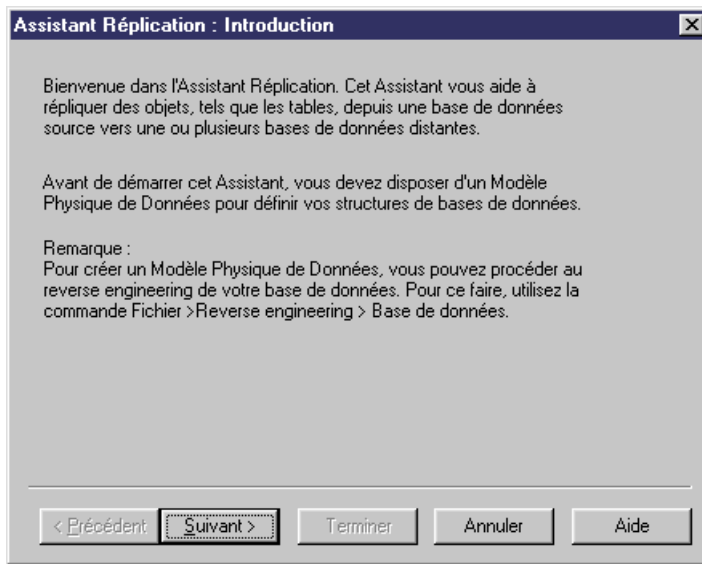 Assistant Réplication : Introduction
Bienvenue dans l'Assistant Réplication. Cet Assistant vous aide à
répliquer des objets, tels que les tables, depuis une base de données
source vers une ou plusieurs bases de données distantes.
Avant de démarrer cet Assistant, vous devez disposer d'un Modèle
Physique de Données pour définir vos structures de bases de données.
Remarque :
Pour créer un Modèle Physique de Données, vous pouvez procéder au
reverse engineering de votre base de données. Pour ce faire, utilisez la
commande Fichier >Reverse engineering > Base de données.
< Précédent Suivant > Terminer Annuler Aide